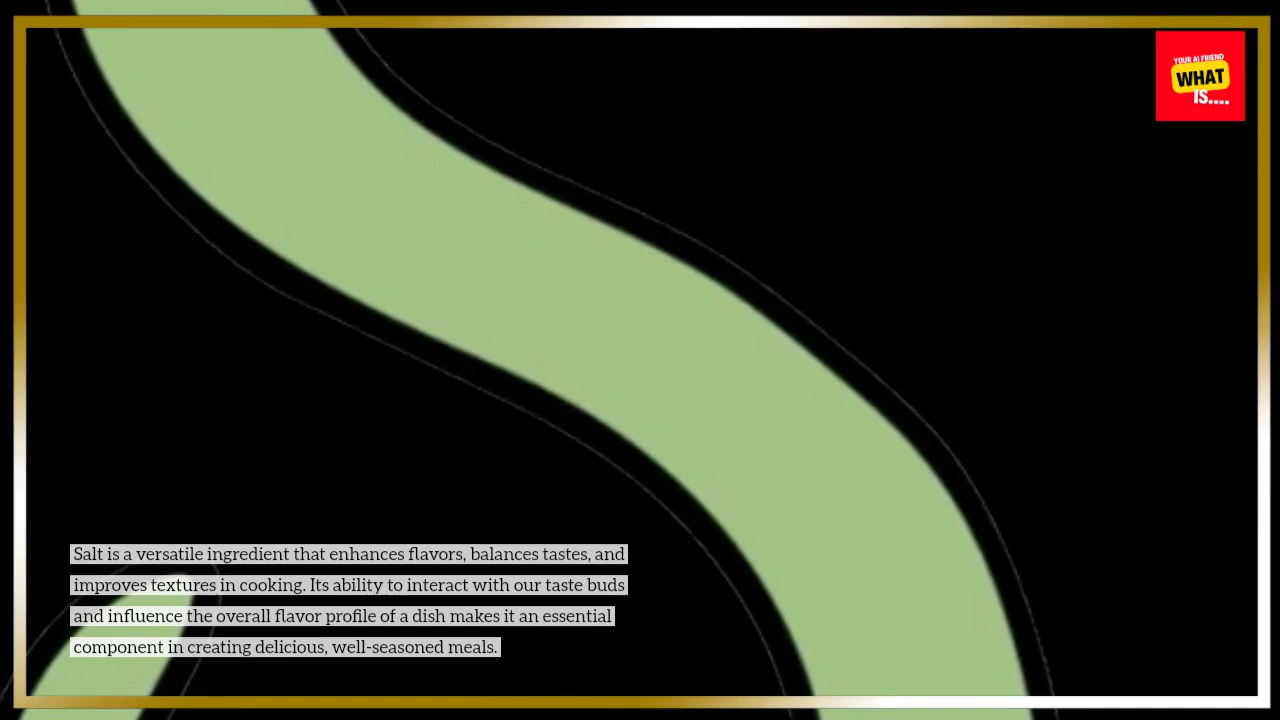 YOUR AI FRIEND
WHAT
IS....
Salt is a versatile ingredient that enhances flavors, balances tastes, and
improves textures in cooking. Its ability to interact with our taste buds
and influence the overall flavor profile of a dish makes it an essential
component in creating delicious, well-seasoned meals.